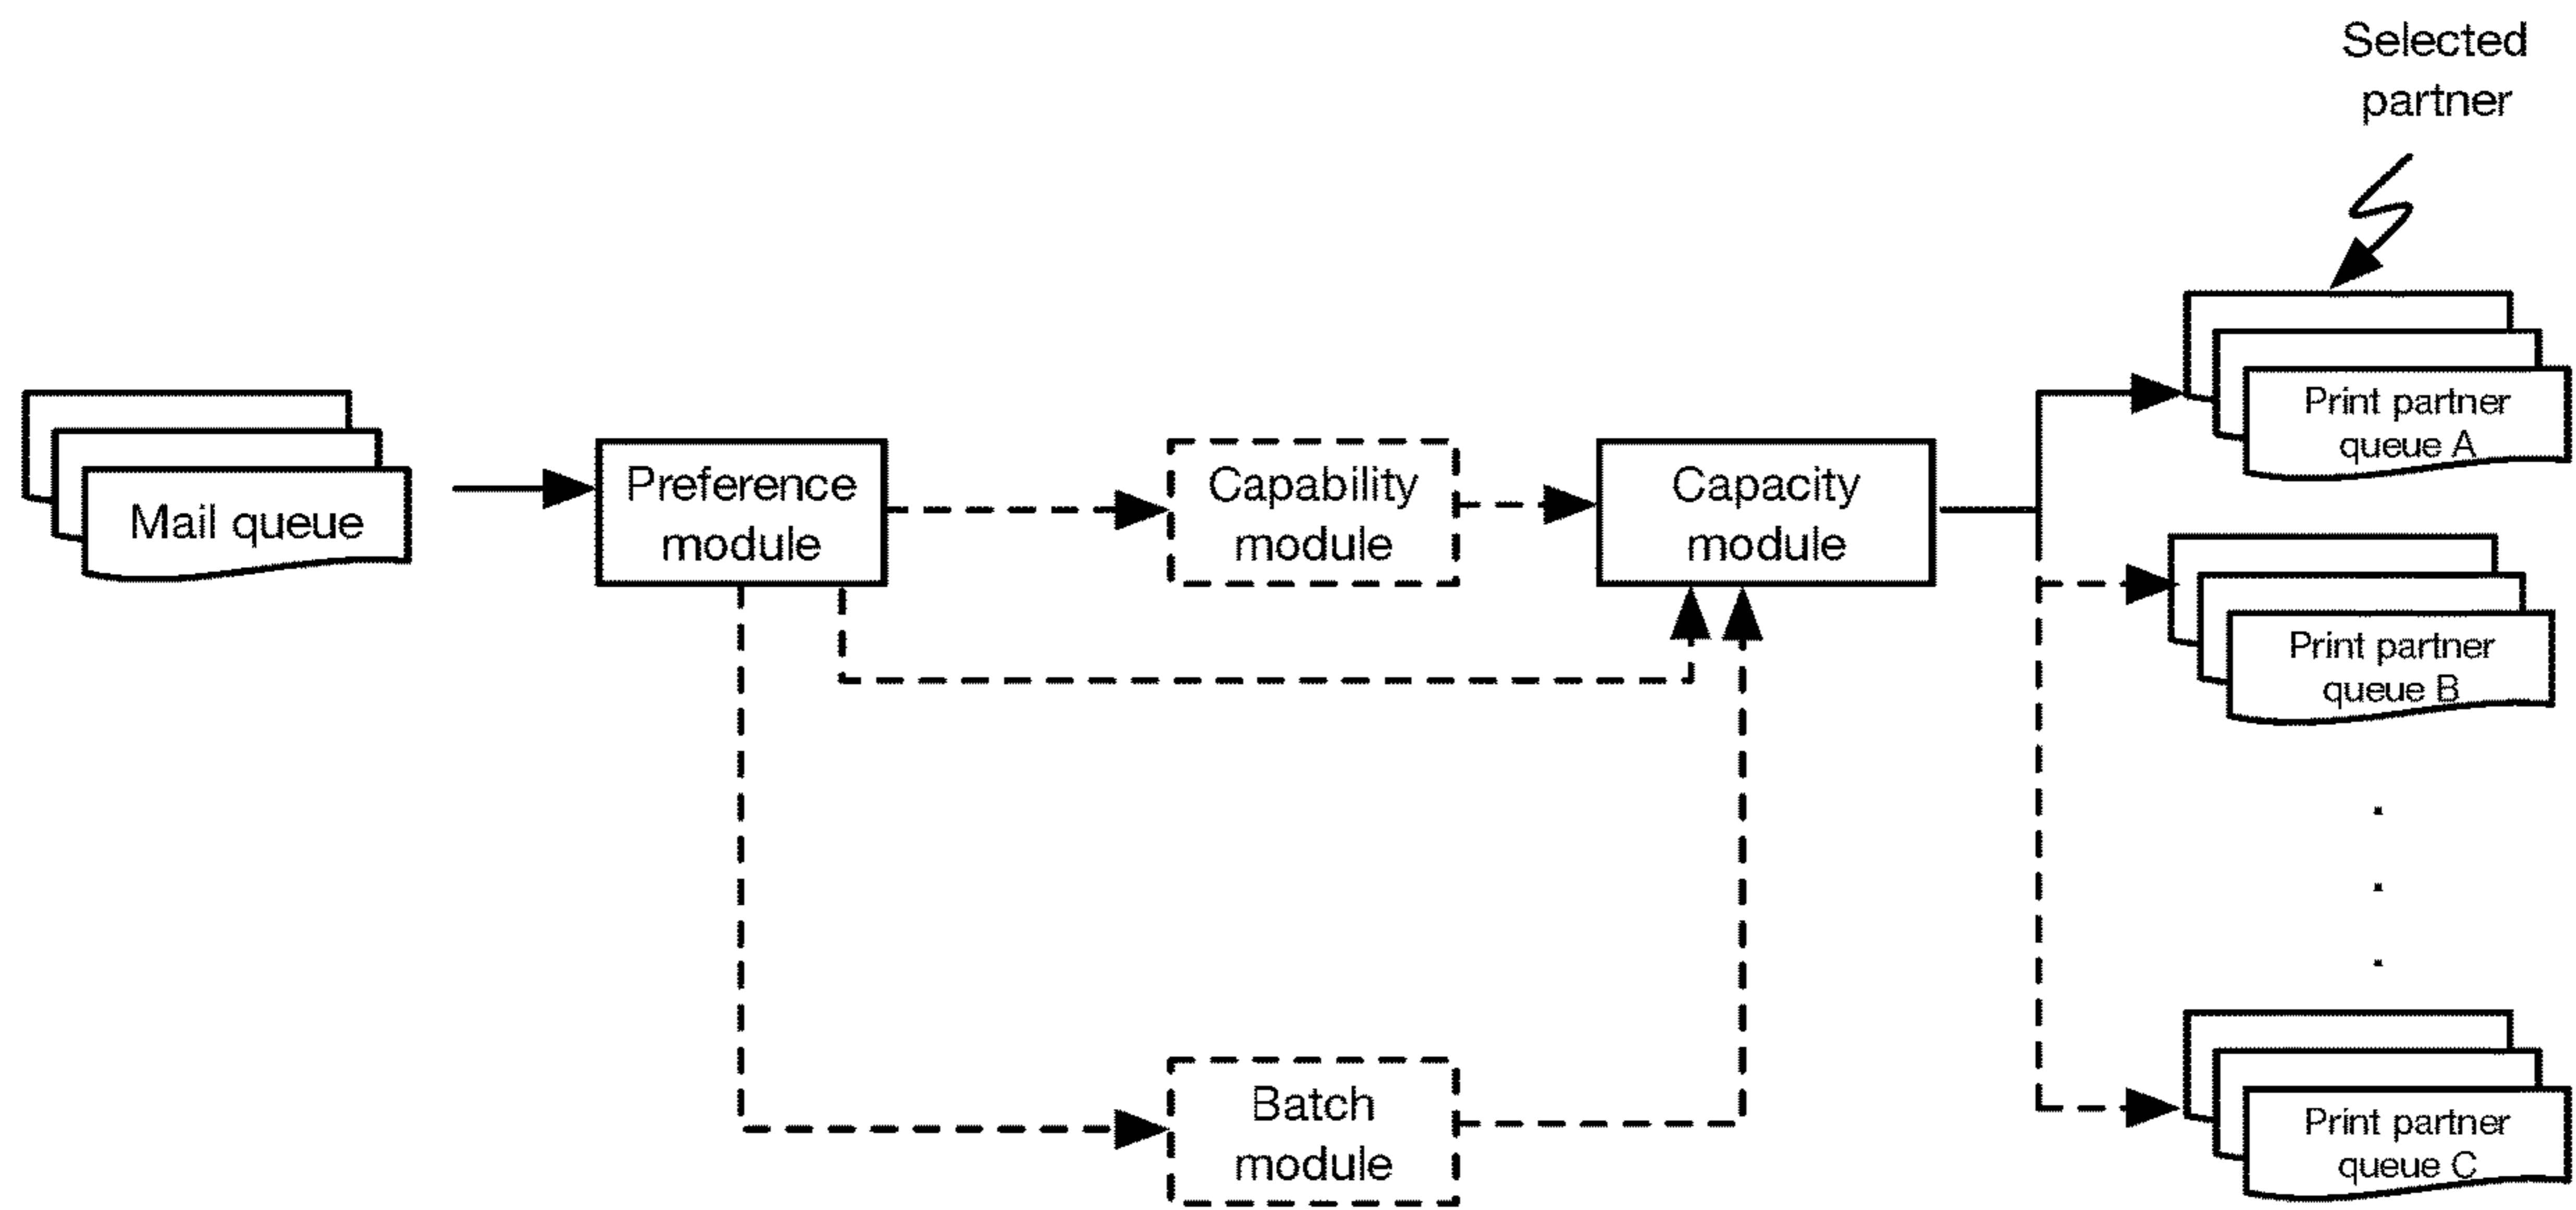 Selected
partner
Print partner
queue A
Mail queue
Preference
module
Capability
module
Capacity
module
Print partner
queue B
Batch
module
Print partner
queue C